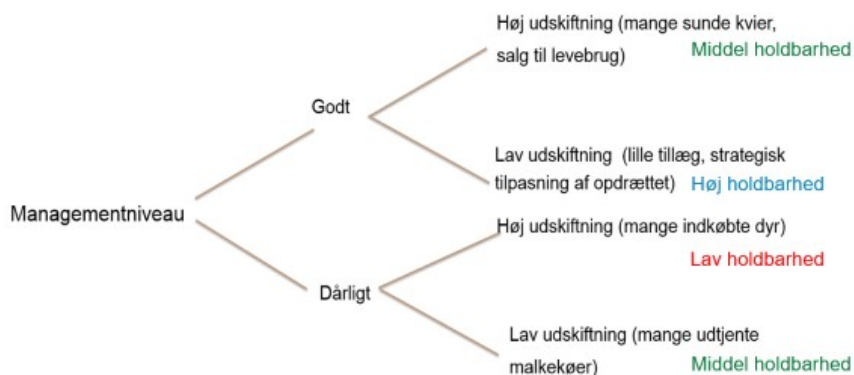 Høj udskiftning (mange sunde kvier,
salg til levebrug) Middel holdbarhed
Godt
Lav udskiftning (lille tillæg, strategisk
tilpasning af opdrættet) Høj holdbarhed
Managementniveau
Høj udskiftning (mange indkøbte dyr)
Lav holdbarhed
Dårligt
Lav udskiftning (mange udtjente
malkekøer) Middel holdbarhed